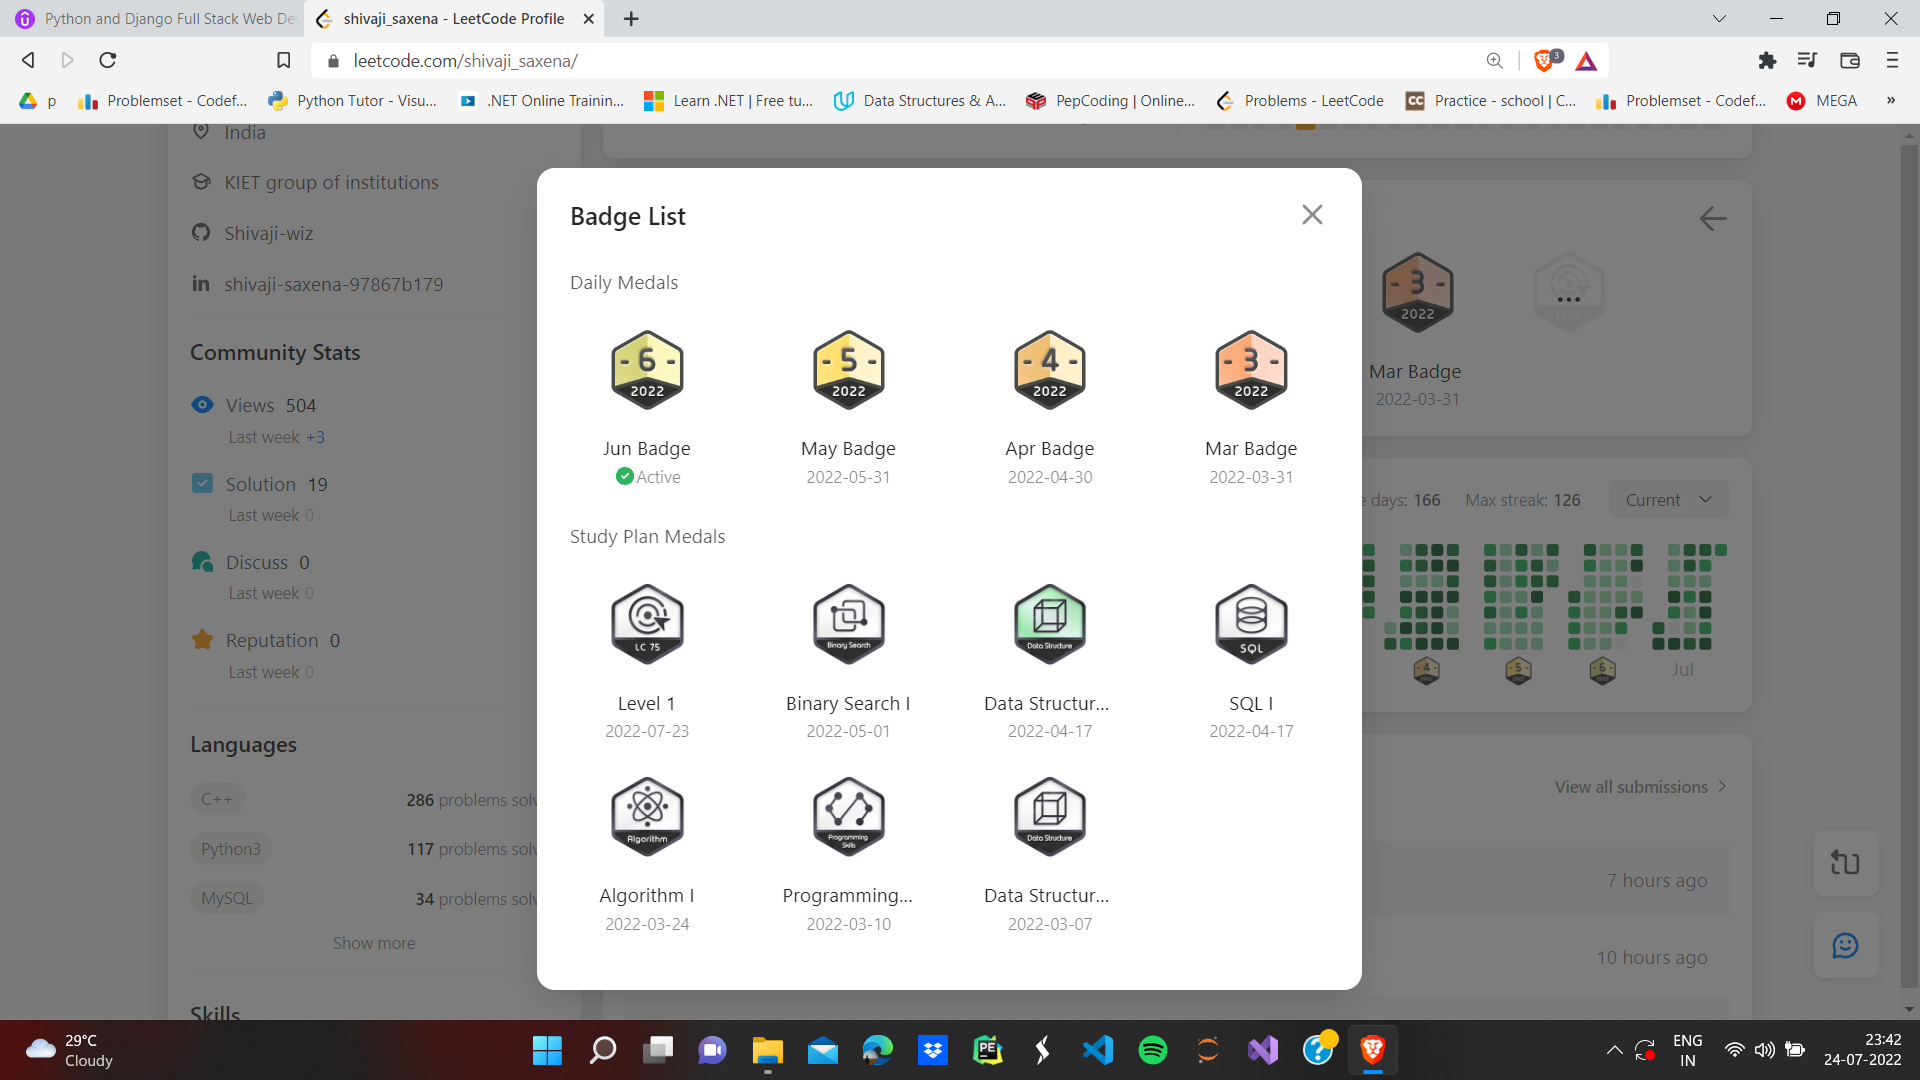 Python and Django Full Stack Web De
shivaji_saxena - LeetCode Profile
leetcode.com/shivaji_saxena/
3
p
Problemset - Codef...
Python Tutor - Visu...
.NET Online Trainin...
Learn .NET | Free tu...
Data Structures & A...
PepCoding | Online...
Problems - LeetCode
Practice - school | C...
Problemset - Codef...
MEGA
»
India
KIET group of institutions
Shivaji-wiz
shivaji-saxena-97867b179
Community Stats
Views 504
Last week +3
Solution 19
Last week 0
Discuss 0
Last week 0
Reputation 0
Last week 0
Languages
C++ 286 problems solv
Python3 117 problems solv
MySQL 34 problems solv
Show more
Skills
Badge List
Daily Medals
- 6 -
2022
- 5 -
2022
- 4 -
2022
- 3 -
2022
Jun Badge
Active
May Badge
2022-05-31
Apr Badge
2022-04-30
Mar Badge
2022-03-31
Study Plan Medals
LC 75
Binary Search
Data Structure
SQL
Level 1
2022-07-23
Binary Search I
2022-05-01
Data Structur...
2022-04-17
SQL I
2022-04-17
Algorithm
Programming
Skills
Data Structure
Algorithm I
2022-03-24
Programming...
2022-03-10
Data Structur...
2022-03-07
- 3 -
2022
...
Mar Badge
2022-03-31
e days: 166
Max streak: 126
Current
- 4 -
- 5 -
- 6 -
Jul
View all submissions
7 hours ago
10 hours ago
29°C
Cloudy
PE
ENG
IN
23:42
24-07-2022